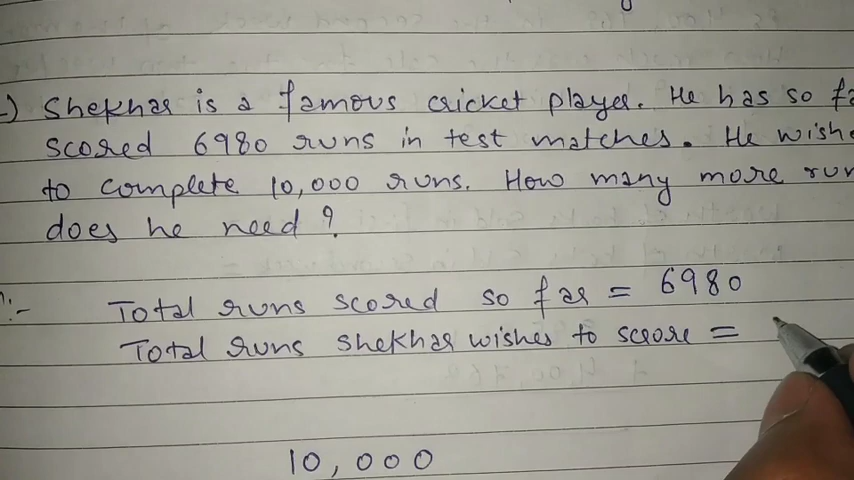 Shekhar is a famous cricket player. He has so
scored 6980 runs in test matches. He
to complete 10,000 runs. How many more
does he need ?
Total runs scored so far = 6980
Total runs shekhar wishes to score =
10,000